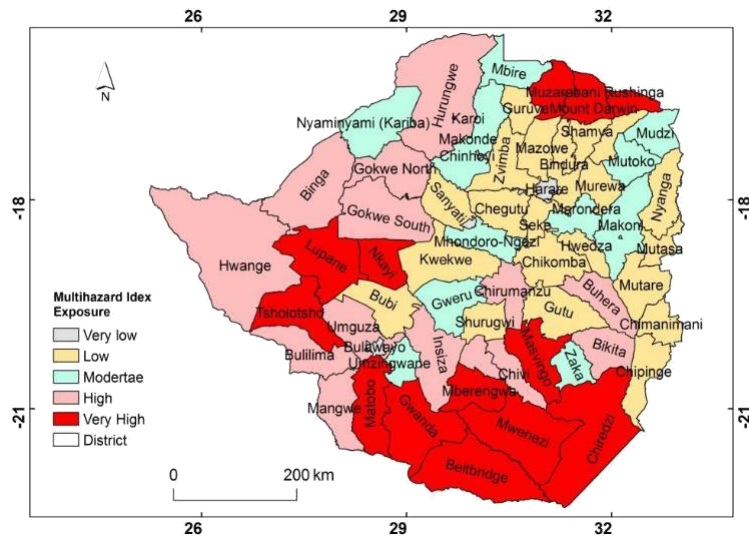 26
29
32
Mbire
Muzarabani
Rushinga
Hurungwe
Guruve
Mount Darwin
Nyaminyami (Kariba)
Karoi
Shamva
Mudzi
Makonde
Mazowe
Chinhoyi
Zvimba
Bindura
Mutoko
Binga
Gokwe North
Harare
Murewa
Nyanga
-18
-18
Sanyati
Chegutu
Marondera
Gokwe South
Seke
Makoni
Mhondoro-Ngezi
Hwedza
Mutasa
Lupane
Nkayi
Kwekwe
Chikomba
Hwange
Buhera
Mutare
Bubi
Gweru
Chirumanzu
Tsholotsho
Gutu
Chimanimani
Umguza
Shurugwi
Bulawayo
Insiza
Masvingo
Bikita
Bulilima
Umzingwane
Zaka
Chivi
Chipinge
Mberengwa
Mangwe
Matobo
Gwanda
Mwenezi
Chiredzi
Beitbridge
-21
-21
N
Multihazard Idex
Exposure
Very low
Low
Modertae
High
Very High
District
0
200 km
26
29
32